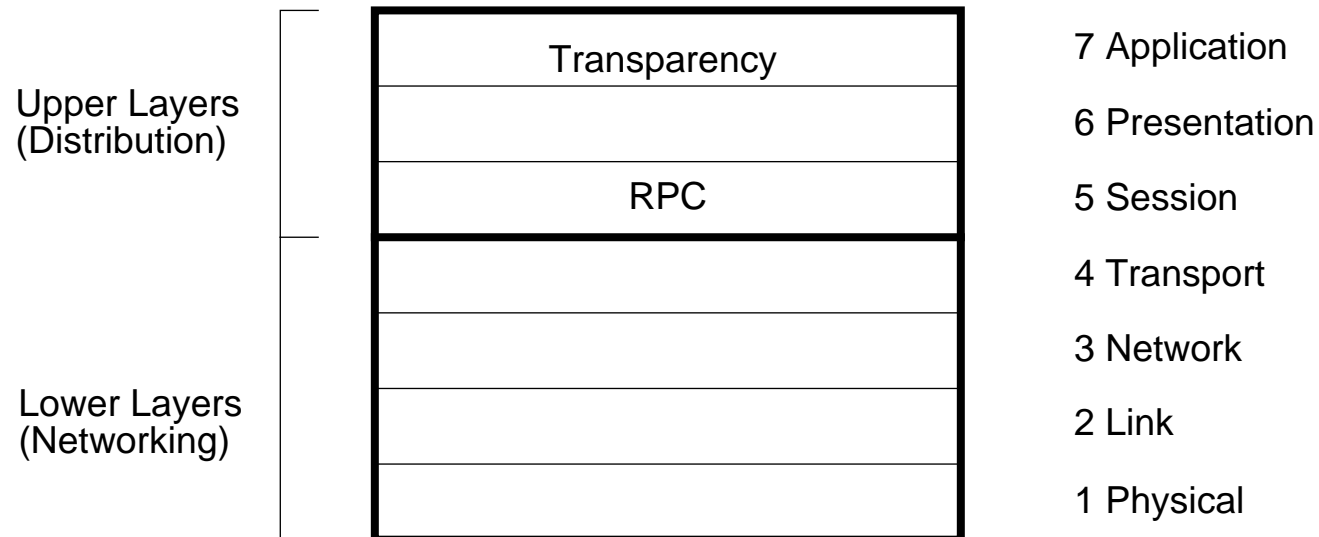 Transparency
7 Application
Upper Layers
(Distribution)
6 Presentation
RPC
5 Session
4 Transport
3 Network
Lower Layers
(Networking)
2 Link
1 Physical